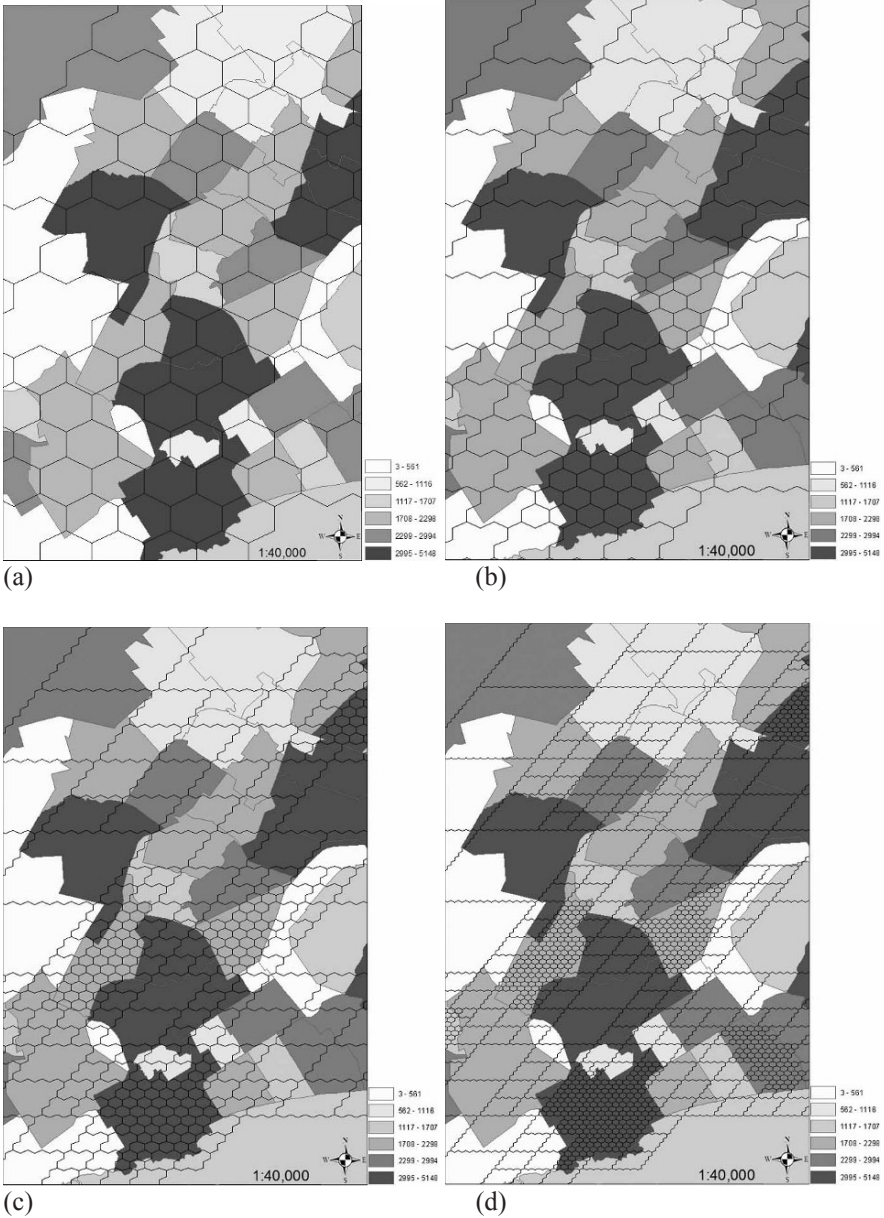 3 - 561
562 - 1116
1117 - 1707
1708 - 2298
2299 - 2994
2995 - 5148
N
W E
S
1:40,000
(a)
3 - 561
562 - 1116
1117 - 1707
1708 - 2298
2299 - 2994
2995 - 5148
N
W E
S
1:40,000
(b)
3 - 561
562 - 1116
1117 - 1707
1708 - 2298
2299 - 2994
2995 - 5148
N
W E
S
1:40,000
(c)
3 - 561
562 - 1116
1117 - 1707
1708 - 2298
2299 - 2994
2995 - 5148
N
W E
S
1:40,000
(d)